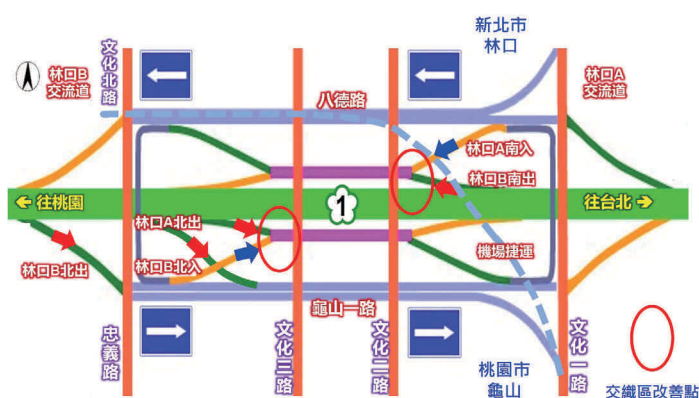 新北市
林口
文化北路
林口B
交流道
林口A
交流道
八德路
林口A南入
林口B南出
往桃園
1
往台北
林口A北出
林口B北出
林口B北入
機場捷運
龜山一路
忠義路
文化三路
文化二路
文化一路
桃園市
龜山
交織區改善點